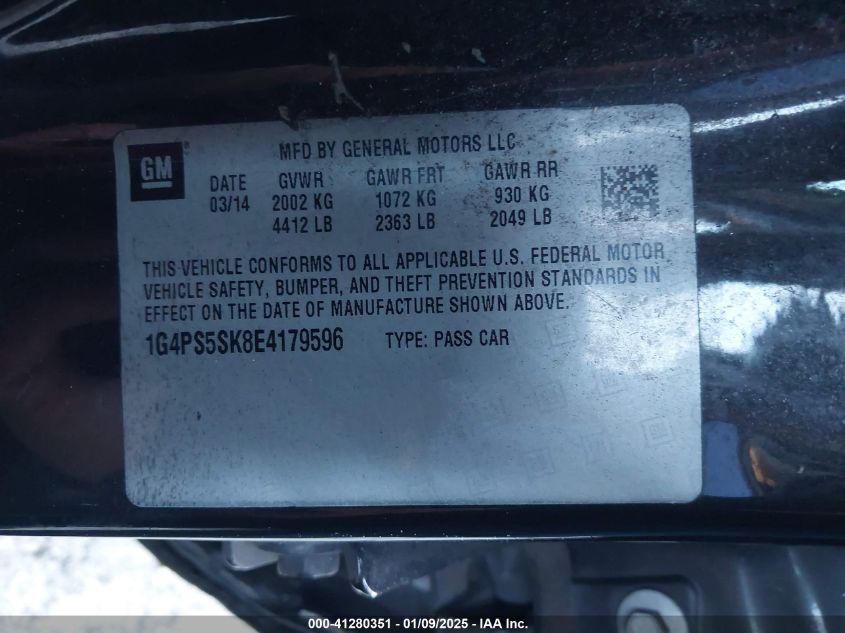 GM ®
MFD BY GENERAL MOTORS LLC
DATE GVWR GAWR FRT GAWR RR
03/14 2002 KG 1072 KG 930 KG
4412 LB 2363 LB 2049 LB
THIS VEHICLE CONFORMS TO ALL APPLICABLE U.S. FEDERAL MOTOR
VEHICLE SAFETY, BUMPER, AND THEFT PREVENTION STANDARDS IN
EFFECT ON THE DATE OF MANUFACTURE SHOWN ABOVE.
1G4PS5SK8E4179596 TYPE: PASS CAR
000-41280351 - 01/09/2025 - © IAA Holdings, LLC.